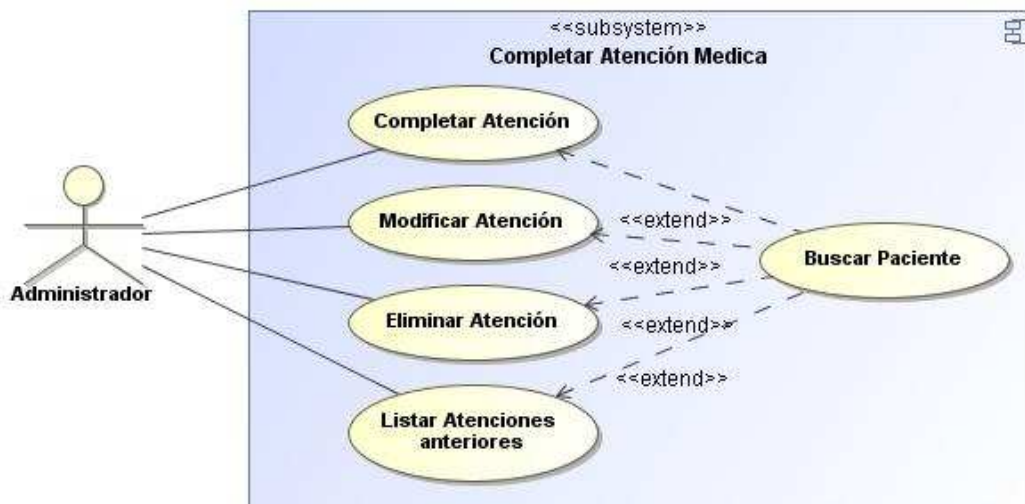 <<subsystem>>
Completar Atención Medica
Completar Atención
Modificar Atención
<<extend>>
Buscar Paciente
<<extend>>
Administrador
Eliminar Atención
<<extend>>
<<extend>>
Listar Atenciones
anteriores